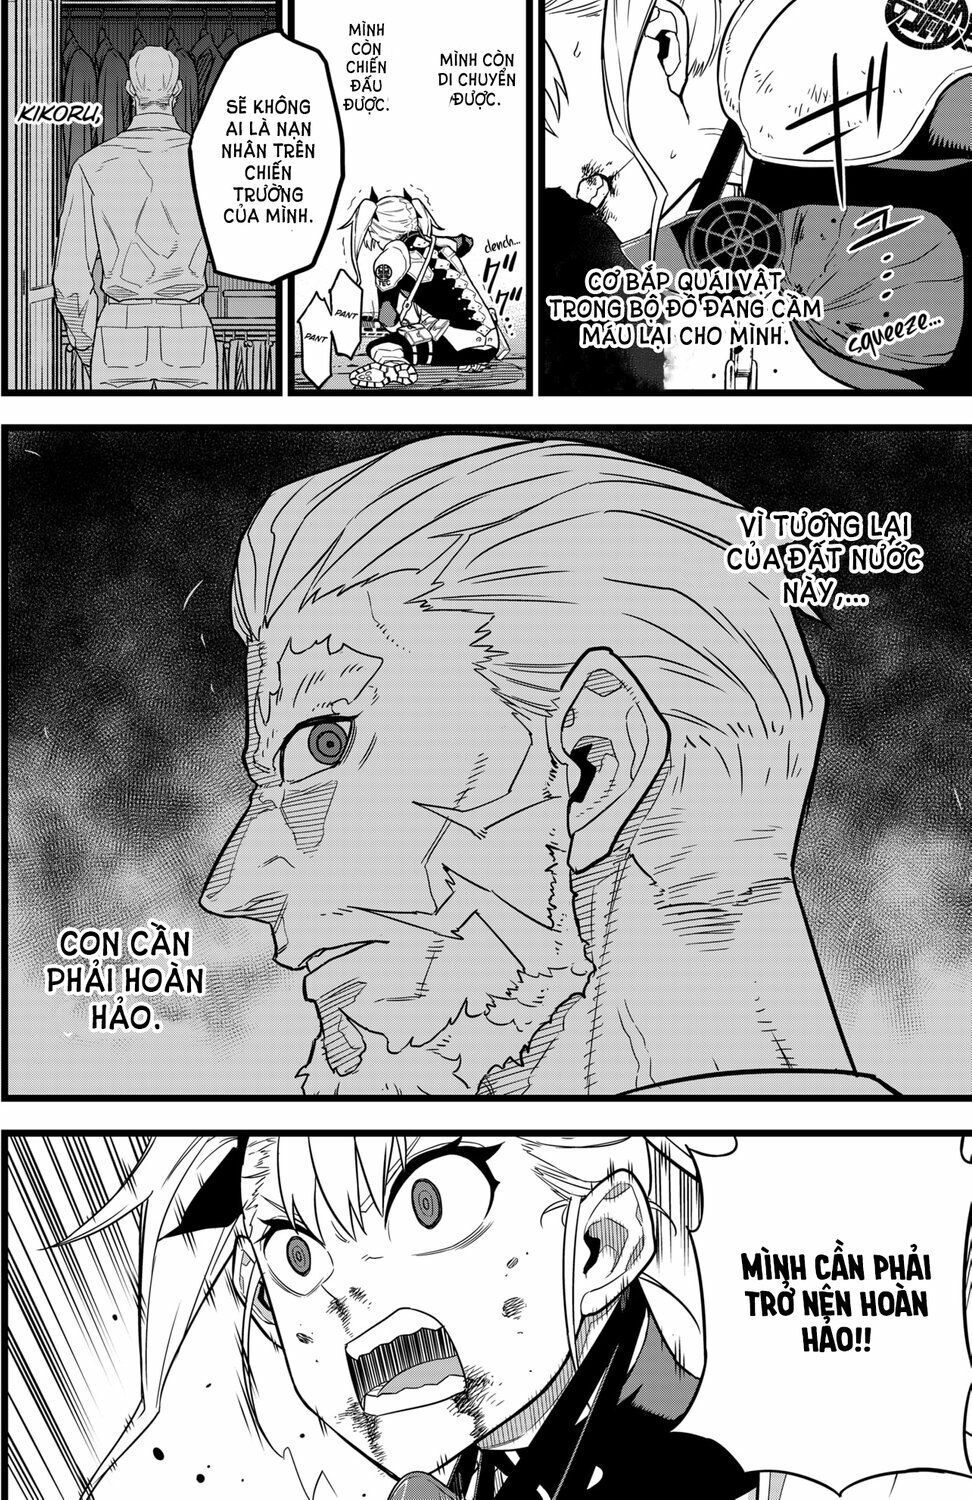 CƠ BẮP QUÁI VẬT
TRONG BỘ ĐỒ ĐANG CẦM
MÁU LẠI CHO MÌNH.
squeeze...
MÌNH CÒN
DI CHUYỂN
ĐƯỢC.
MÌNH
CÒN
CHIẾN
ĐẤU
ĐƯỢC.
clench...
PANT
PANT
SẼ KHÔNG
AI LÀ NẠN
NHÂN TRÊN
CHIẾN
TRƯỜNG
CỦA MÌNH.
KIKORU,
VÌ TƯƠNG LAI
CỦA ĐẤT NƯỚC
NÀY,...
CON CẦN
PHẢI HOÀN
HẢO.
MÌNH CẦN PHẢI
TRỞ NÊN HOÀN
HẢO!!